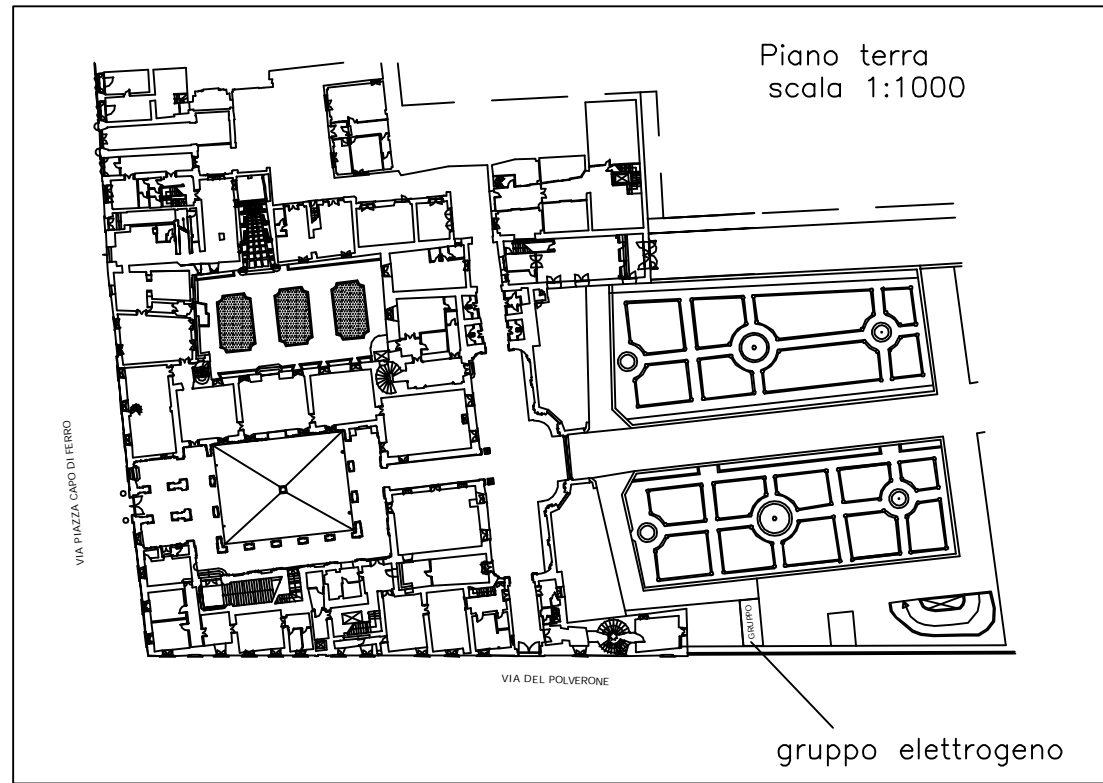 Piano terra
scala 1:1000
VIA PIAZZA CAPO DI FERRO
GRUPPO
VIA DEL POLVERONE
gruppo elettrogeno